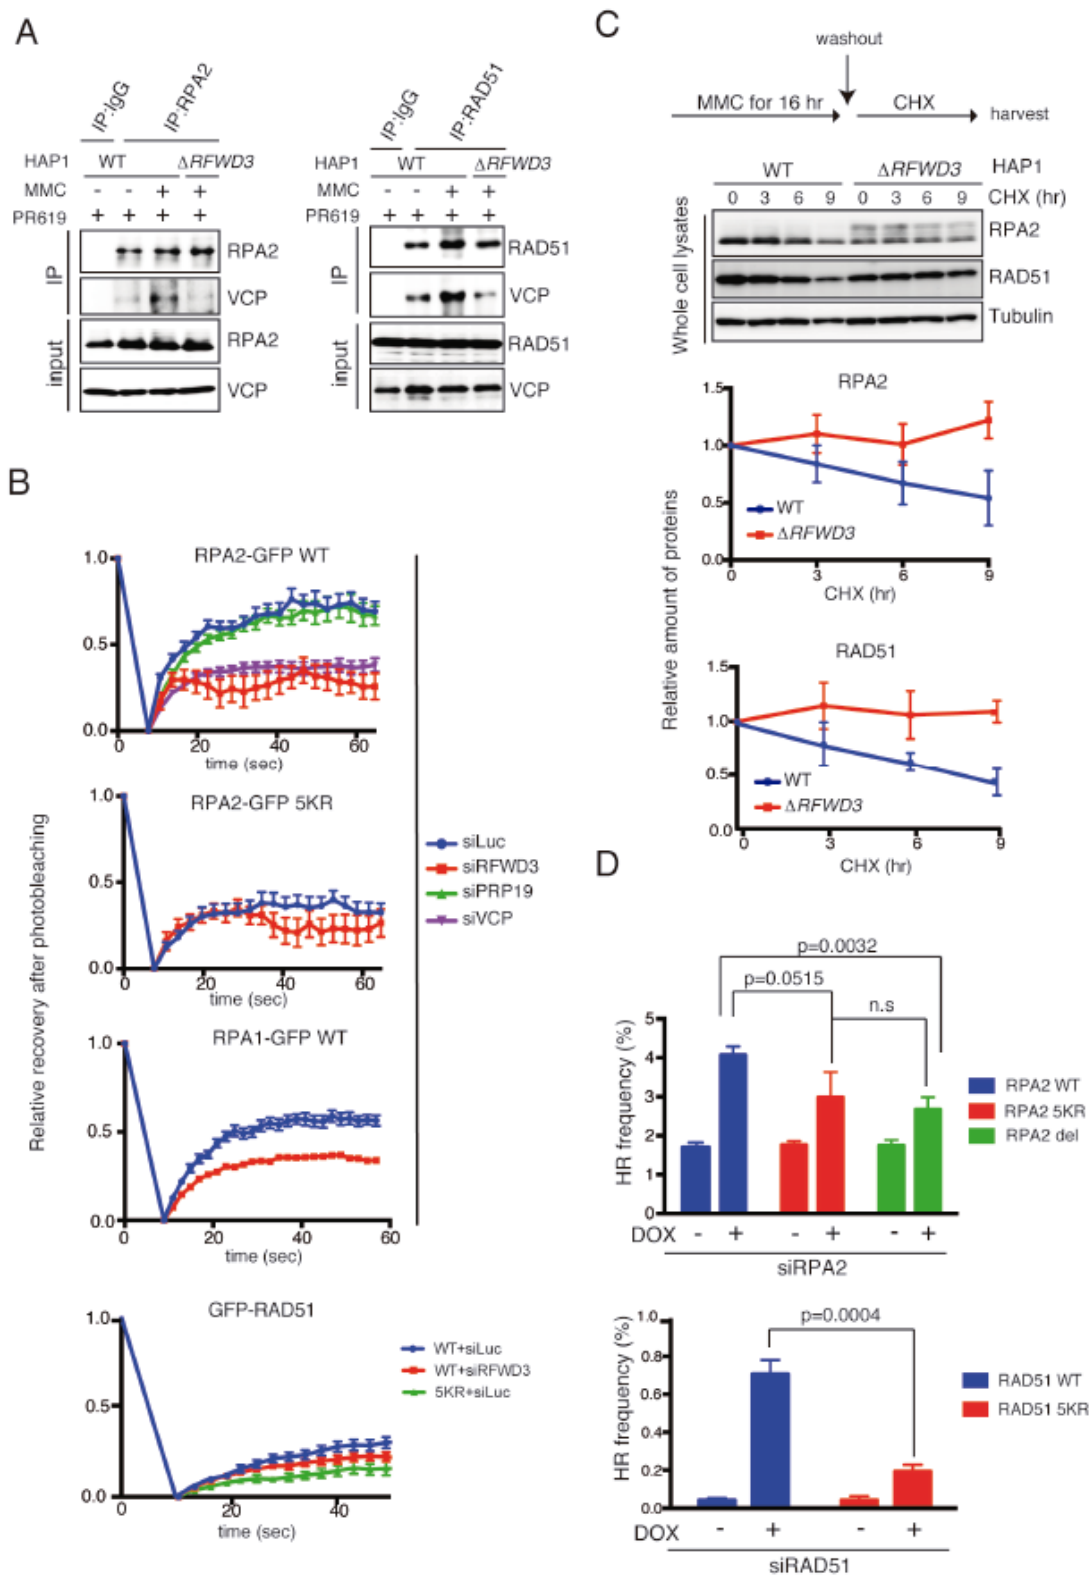 A
IP:IgG
IP:RPA2
HAP1 WT ΔRFWD3
MMC - - + +
PR619 + + + +
IP
RPA2
VCP
input
RPA2
VCP
IP:IgG
IP:RAD51
HAP1 WT ΔRFWD3
MMC - - + +
PR619 + + + +
IP
RAD51
VCP
input
RAD51
VCP
B
Relative recovery after photobleaching
RPA2-GFP WT
1.0
0.5
0.0
0 20 40 60
time (sec)
RPA2-GFP 5KR
1.0
0.5
0.0
20 40 60
time (sec)
siLuc
siRFWD3
siPRP19
siVCP
RPA1-GFP WT
1.0
0.5
0.0
0 20 40 60
time (sec)
GFP-RAD51
1.0
0.5
0.0
0 20 40
time (sec)
WT+siLuc
WT+siRFWD3
5KR+siLuc
C
washout
MMC for 16 hr
CHX
harvest
WT ΔRFWD3 HAP1
0 3 6 9 0 3 6 9 CHX (hr)
Whole cell lysates
RPA2
RAD51
Tubulin
Relative amount of proteins
RPA2
1.5
1.0
0.5
0.0
WT
ΔRFWD3
0 3 6 9
CHX (hr)
RAD51
1.5
1.0
0.5
0.0
WT
ΔRFWD3
0 3 6 9
CHX (hr)
D
p=0.0032
p=0.0515
n.s
HR frequency (%)
5
4
3
2
1
0
RPA2 WT
RPA2 5KR
RPA2 del
DOX - + - + - +
siRPA2
p=0.0004
HR frequency (%)
1.0
0.8
0.6
0.4
0.2
0.0
RAD51 WT
RAD51 5KR
DOX - + - +
siRAD51